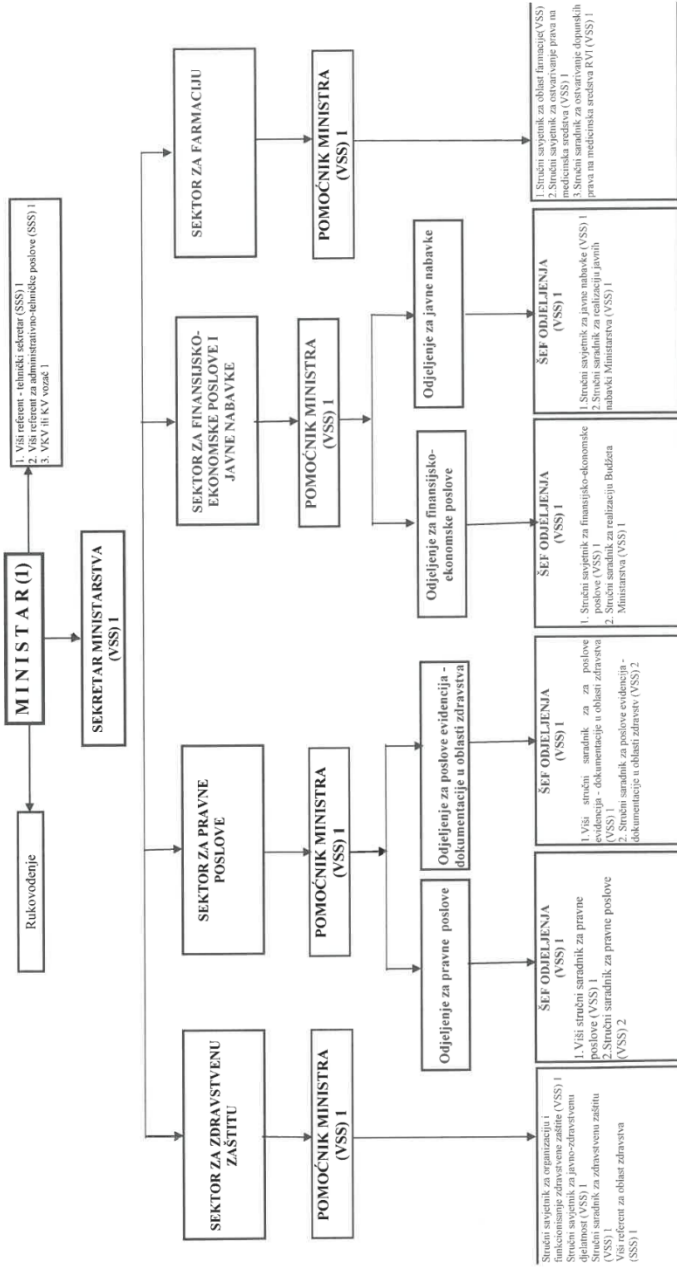 MINISTAR (1)
Rukovođenje
1. Viši referent - tehnički sekretar (SSS) 1
2. Viši referent za administrativno-tehničke poslove (SSS) 1
3. VKV ili KV vozač 1
SEKRETAR MINISTARSTVA
(VSS) 1
SEKTOR ZA ZDRAVSTVENU
ZAŠTITU
SEKTOR ZA PRAVNE
POSLOVE
SEKTOR ZA FINANSIJSKO-
EKONOMSKE POSLOVE I
JAVNE NABAVKE
SEKTOR ZA FARMACIJU
POMOĆNIK MINISTRA
(VSS) 1
POMOĆNIK MINISTRA
(VSS) 1
POMOĆNIK MINISTRA
(VSS) 1
POMOĆNIK MINISTRA
(VSS) 1
Odjeljenje za pravne poslove
Odjeljenje za poslove evidencija -
dokumentacije u oblasti zdravstva
Odjeljenje za finansijsko-
ekonomske poslove
Odjeljenje za javne nabavke
Stručni savjetnik za organizaciju i
funkcionisanje zdravstvene zaštite (VSS) 1
Stručni savjetnik za javno-zdravstvenu
djelatnost (VSS) 1
Stručni saradnik za zdravstvenu zaštitu
(VSS) 1
Viši referent za oblast zdravstva
(SSS) 1
ŠEF ODJELJENJA
(VSS) 1
1.Viši stručni saradnik za pravne
poslove (VSS) 1
2.Stručni saradnik za pravne poslove
(VSS) 2
ŠEF ODJELJENJA
(VSS) 1
1.Viši stručni saradnik za za poslove
evidencija - dokumentacije u oblasti zdravstva
(VSS) 1
2. Stručni saradnik za poslove evidencija -
dokumentacije u oblasti zdravstv (VSS) 2
ŠEF ODJELJENJA
(VSS) 1
1. Stručni savjetnik za finansijsko-ekonomske
poslove (VSS) 1
2. Stručni saradnik za realizaciju Budžeta
Ministarstva (VSS) 1
ŠEF ODJELJENJA
(VSS) 1
1.Stručni savjetnik za javne nabavke (VSS) 1
2. Stručni saradnik za realizaciju javnih
nabavki Ministarstva (VSS) 1
1.Stručni savjetnik za oblast farmacije(VSS)
2. Stručni savjetnik za ostvarivanje prava na
medicinska sredstva (VSS) 1
3. Stručni saradnik za ostvarivanje dopunskih
prava na medicinska sredstva RVI (VSS) 1